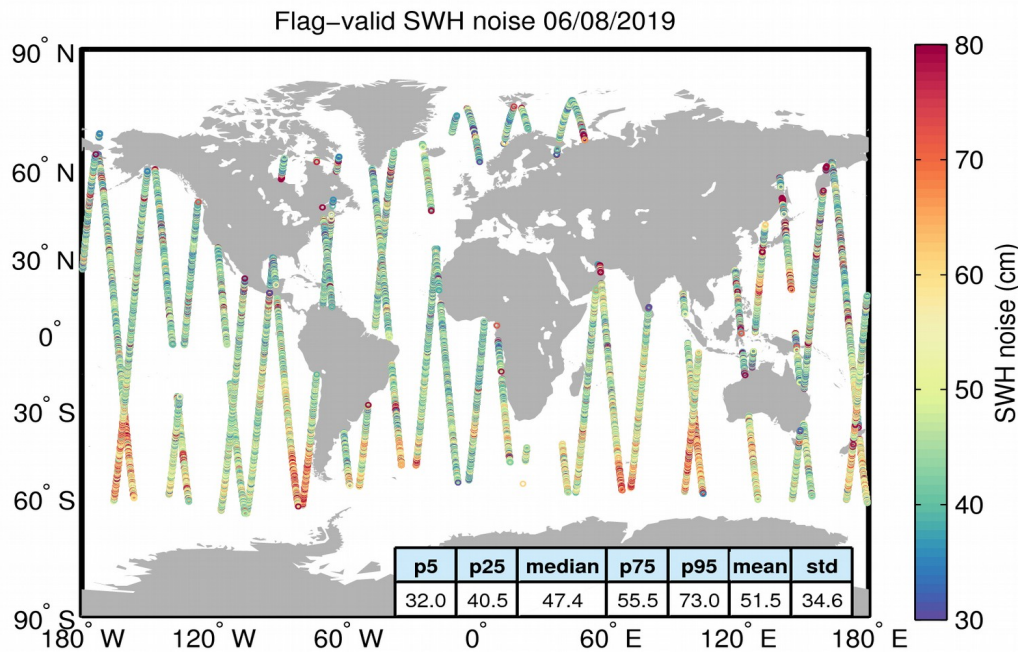 Flag−valid SWH noise 06/08/2019
90° N
60° N
30° N
0°
30° S
60° S
90° S
180° W
120° W
60° W
0°
60° E
120° E
180° E
p5 p25 median p75 p95 mean std
32.0 40.5 47.4 55.5 73.0 51.5 34.6
80
70
60
50
40
30
SWH noise (cm)